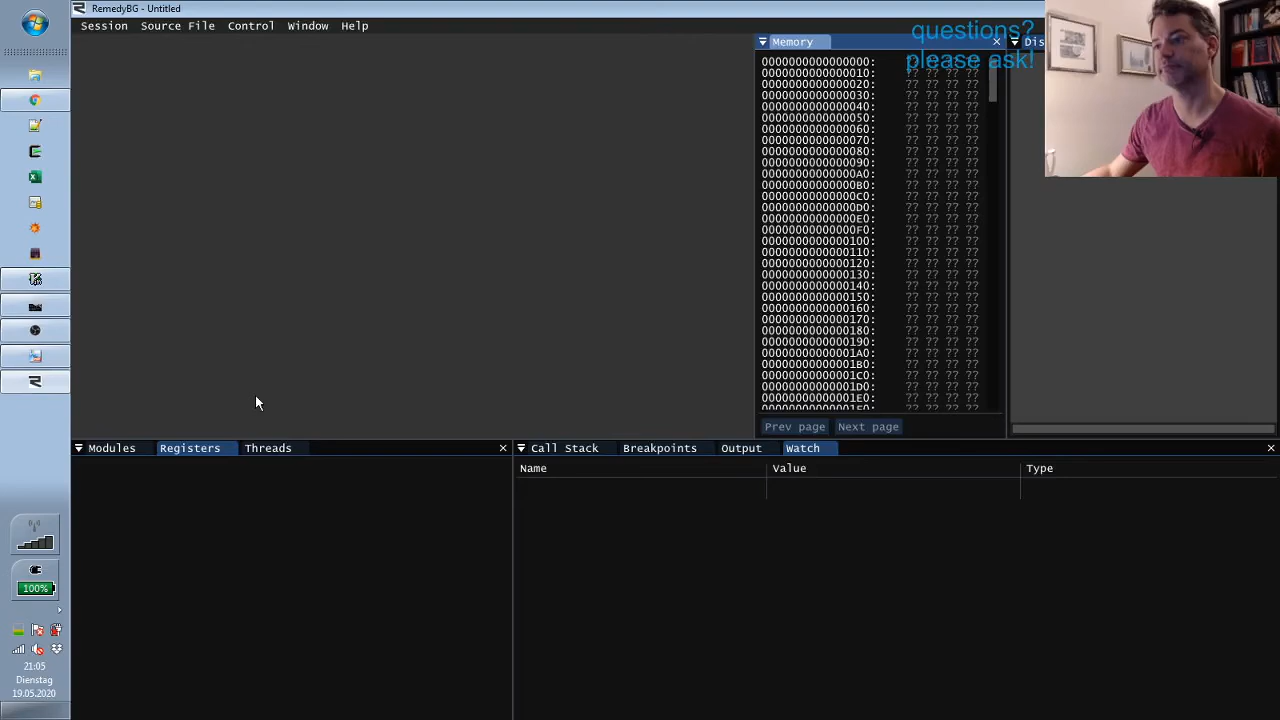 RemedyBG - Untitled
Session Source File Control Window Help
questions?
please ask!
Memory
Dis
0000000000000000: ?? ?? ?? ??
0000000000000010: ?? ?? ?? ??
0000000000000020: ?? ?? ?? ??
0000000000000030: ?? ?? ?? ??
0000000000000040: ?? ?? ?? ??
0000000000000050: ?? ?? ?? ??
0000000000000060: ?? ?? ?? ??
0000000000000070: ?? ?? ?? ??
0000000000000080: ?? ?? ?? ??
0000000000000090: ?? ?? ?? ??
00000000000000A0: ?? ?? ?? ??
00000000000000B0: ?? ?? ?? ??
00000000000000C0: ?? ?? ?? ??
00000000000000D0: ?? ?? ?? ??
00000000000000E0: ?? ?? ?? ??
00000000000000F0: ?? ?? ?? ??
0000000000000100: ?? ?? ?? ??
0000000000000110: ?? ?? ?? ??
0000000000000120: ?? ?? ?? ??
0000000000000130: ?? ?? ?? ??
0000000000000140: ?? ?? ?? ??
0000000000000150: ?? ?? ?? ??
0000000000000160: ?? ?? ?? ??
0000000000000170: ?? ?? ?? ??
0000000000000180: ?? ?? ?? ??
0000000000000190: ?? ?? ?? ??
00000000000001A0: ?? ?? ?? ??
00000000000001B0: ?? ?? ?? ??
00000000000001C0: ?? ?? ?? ??
00000000000001D0: ?? ?? ?? ??
00000000000001E0: ?? ?? ?? ??
00000000000001F0: ?? ?? ?? ??
Prev page Next page
Modules Registers Threads
Call Stack Breakpoints Output Watch
Name Value Type
100%
21:05
Dienstag
19.05.2020